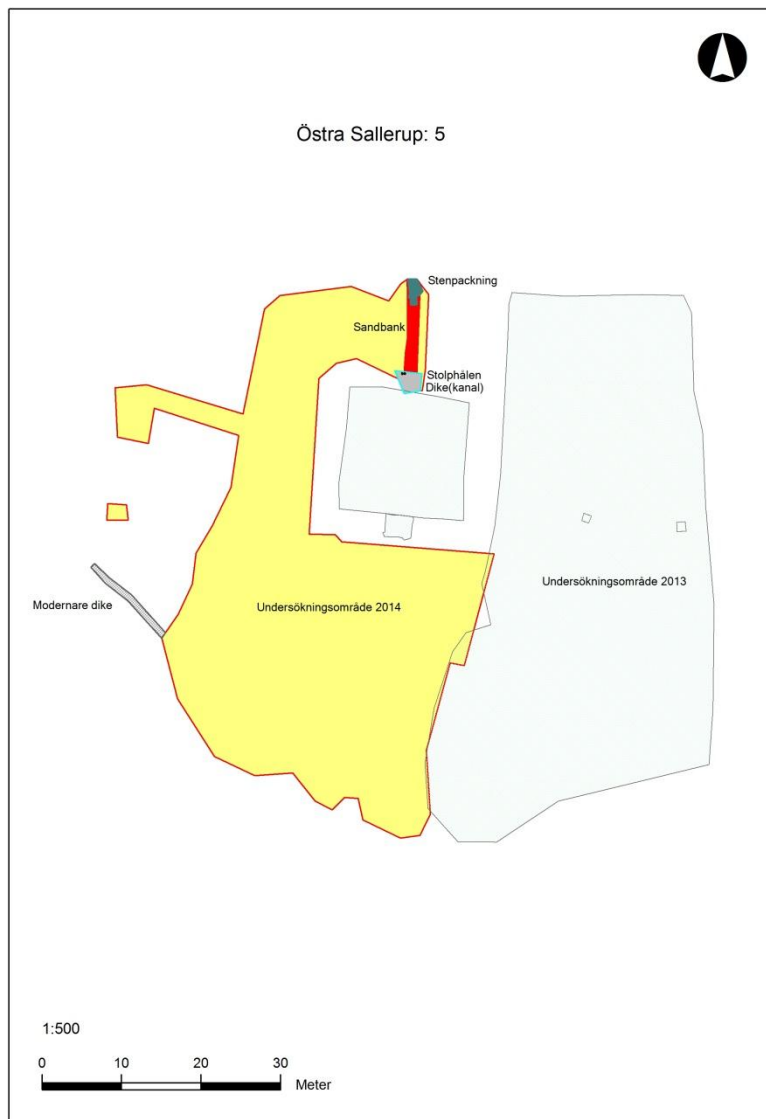 Östra Sallerup: 5
Stenpackning
Sandbank
Stolphålen
Dike(kanal)
Undersökningsområde 2013
Modernare dike
Undersökningsområde 2014
1:500
0 10 20 30
Meter